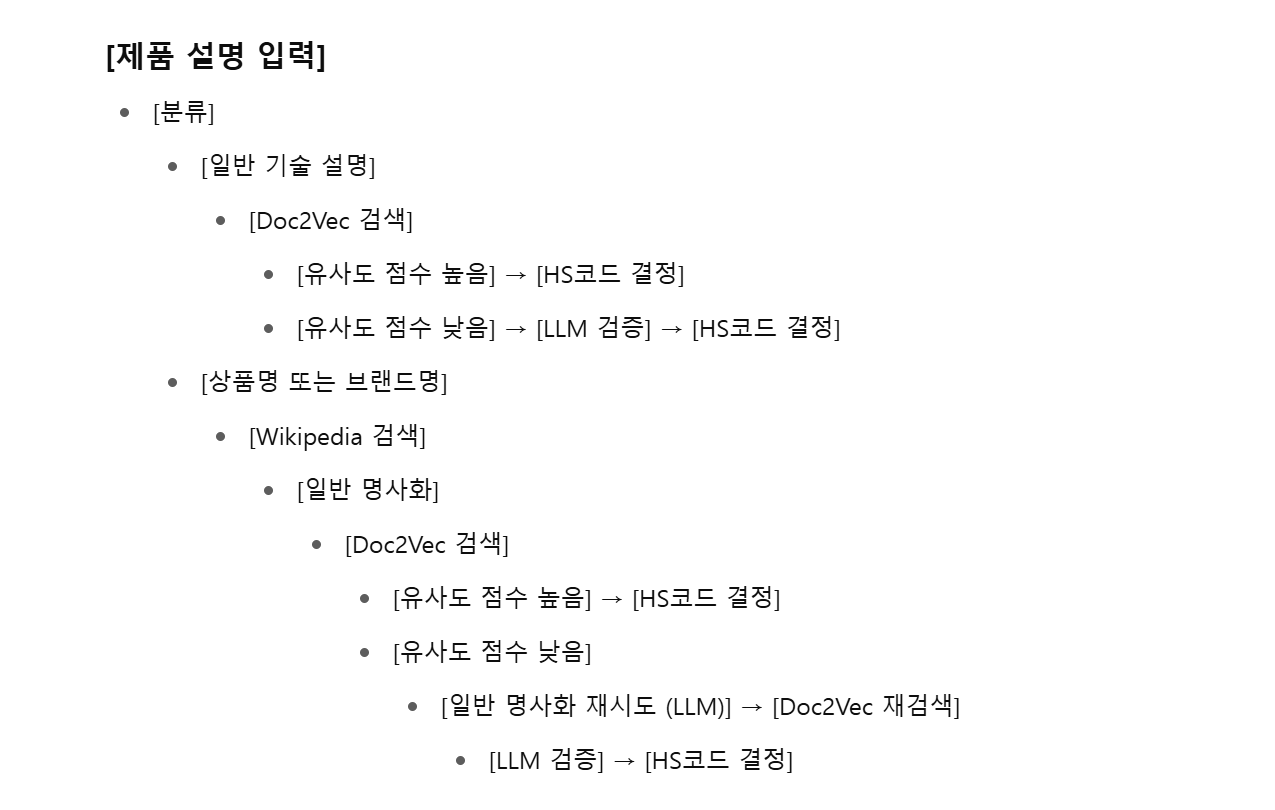 [제품 설명 입력]
[분류]
[일반 기술 설명]
[Doc2Vec 검색]
[유사도 점수 높음] → [HS코드 결정]
[유사도 점수 낮음] → [LLM 검증] → [HS코드 결정]
[상품명 또는 브랜드명]
[Wikipedia 검색]
[일반 명사화]
[Doc2Vec 검색]
[유사도 점수 높음] → [HS코드 결정]
[유사도 점수 낮음]
[일반 명사화 재시도 (LLM)] → [Doc2Vec 재검색]
[LLM 검증] → [HS코드 결정]